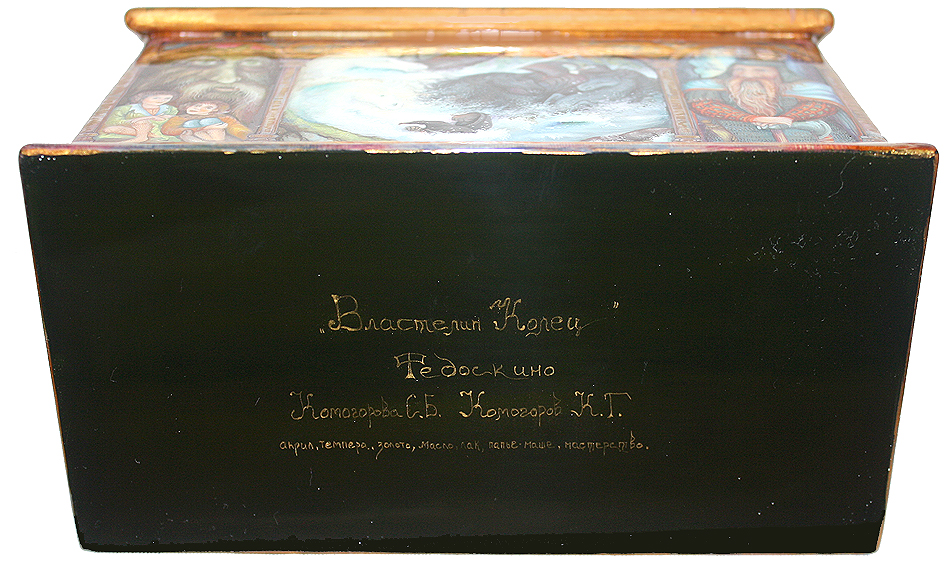 „Властелин Колец"
Федоскино
Комогорова С.Б. Комогоров К.Г.
акрил, темпера, золото, масло, лак, папье-маше, мастерство.